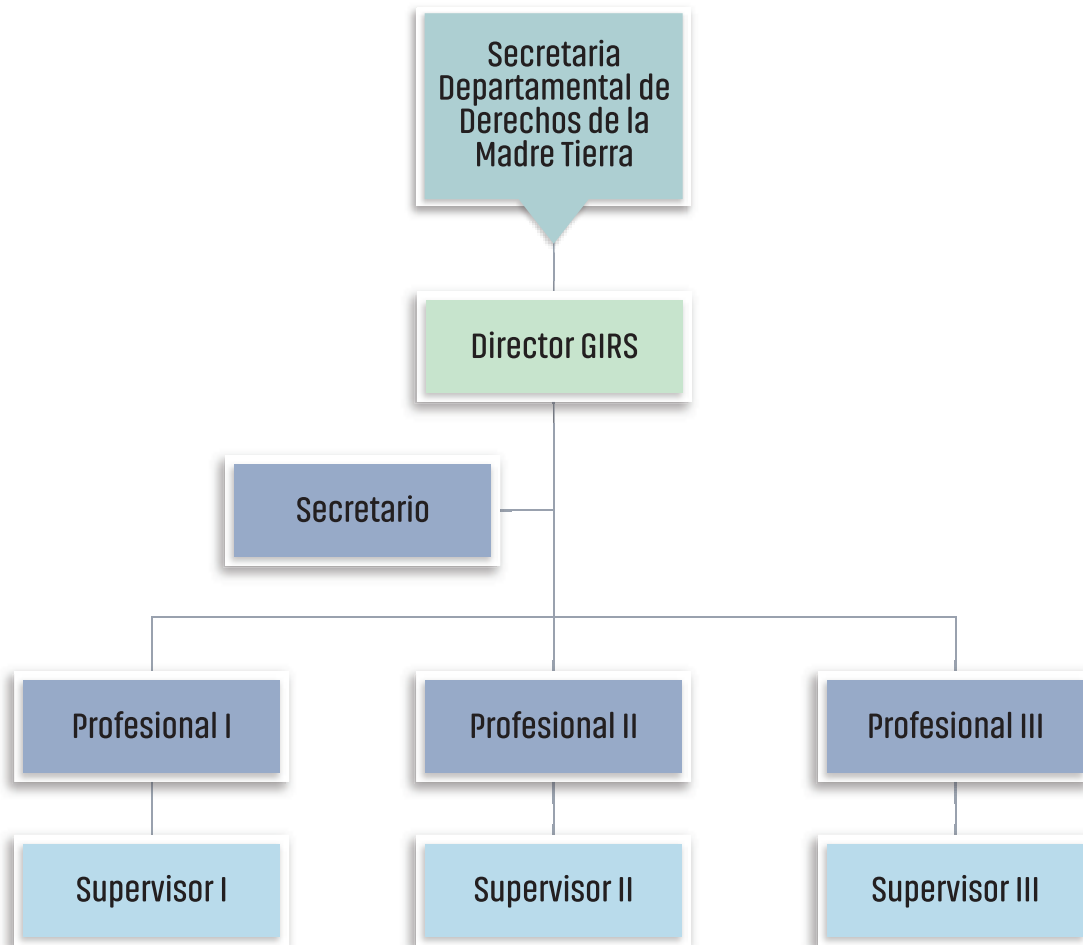 Secretaria
Departamental de
Derechos de la
Madre Tierra
Director GIRS
Secretario
Profesional I
Profesional II
Profesional III
Supervisor I
Supervisor II
Supervisor III